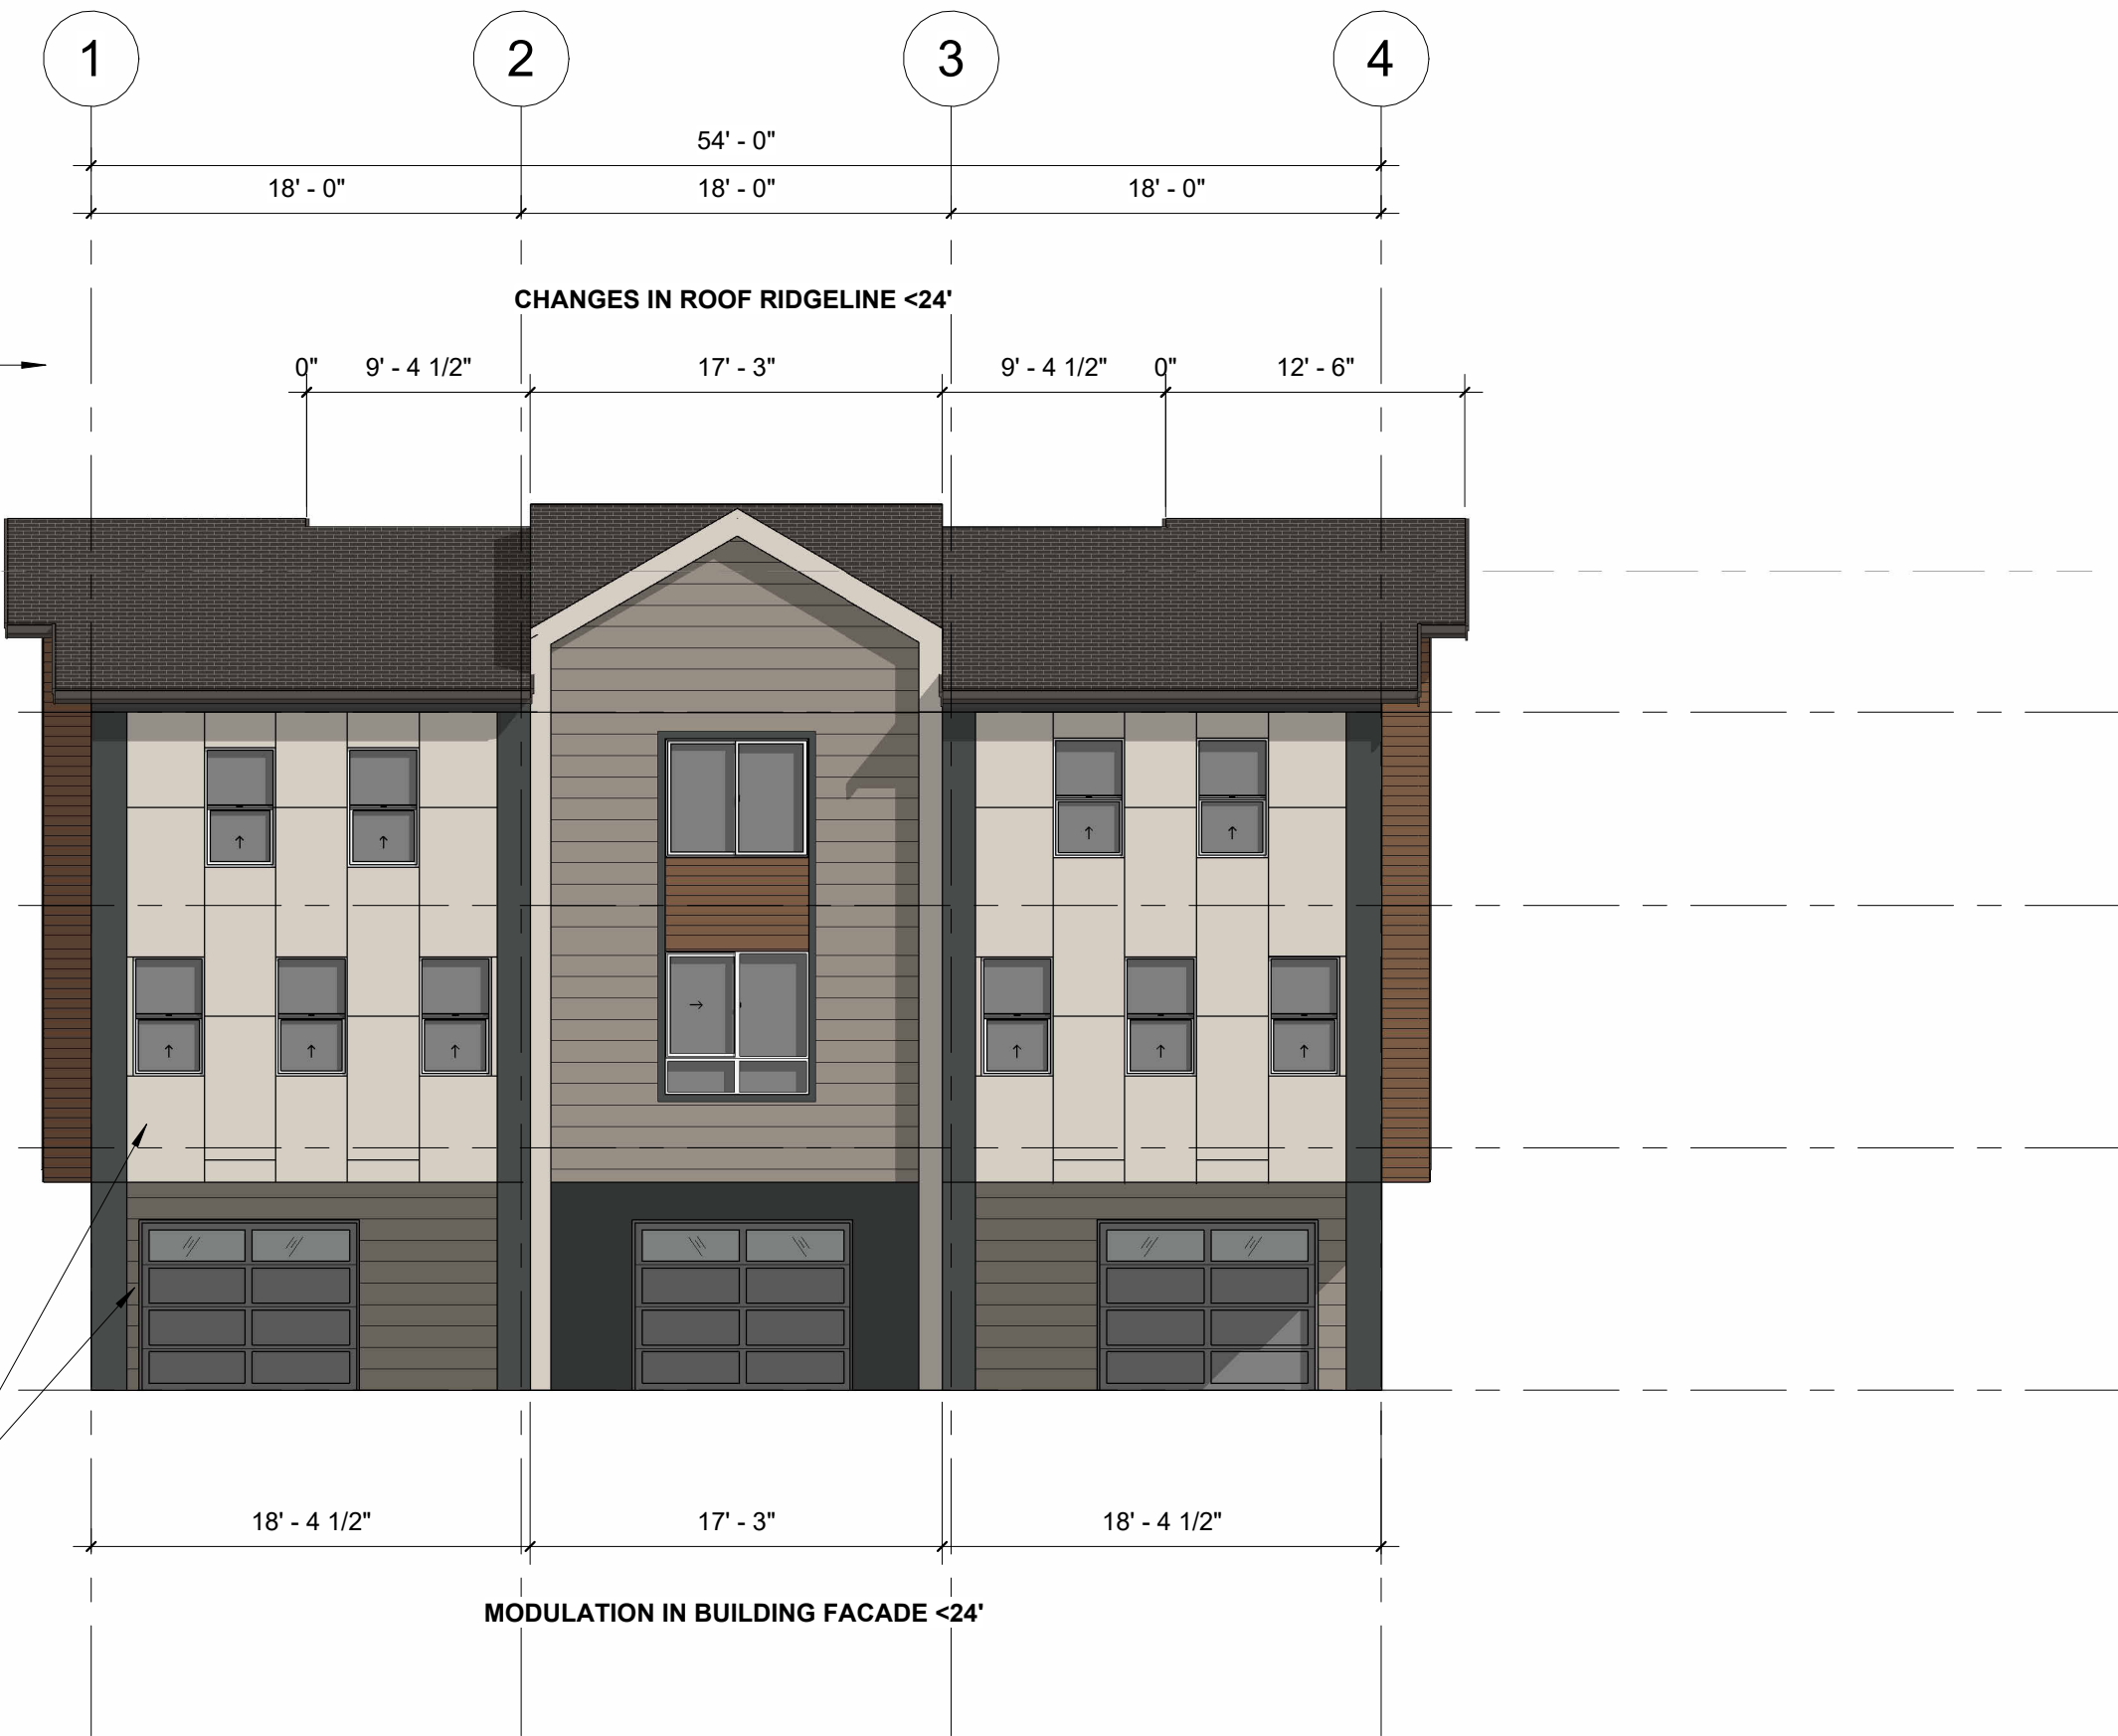 1 2 3 4
54' - 0"
18' - 0" 18' - 0" 18' - 0"
CHANGES IN ROOF RIDGELINE <24'
0" 9' - 4 1/2" 17' - 3" 9' - 4 1/2" 0" 12' - 6"
18' - 4 1/2" 17' - 3" 18' - 4 1/2"
MODULATION IN BUILDING FACADE <24'